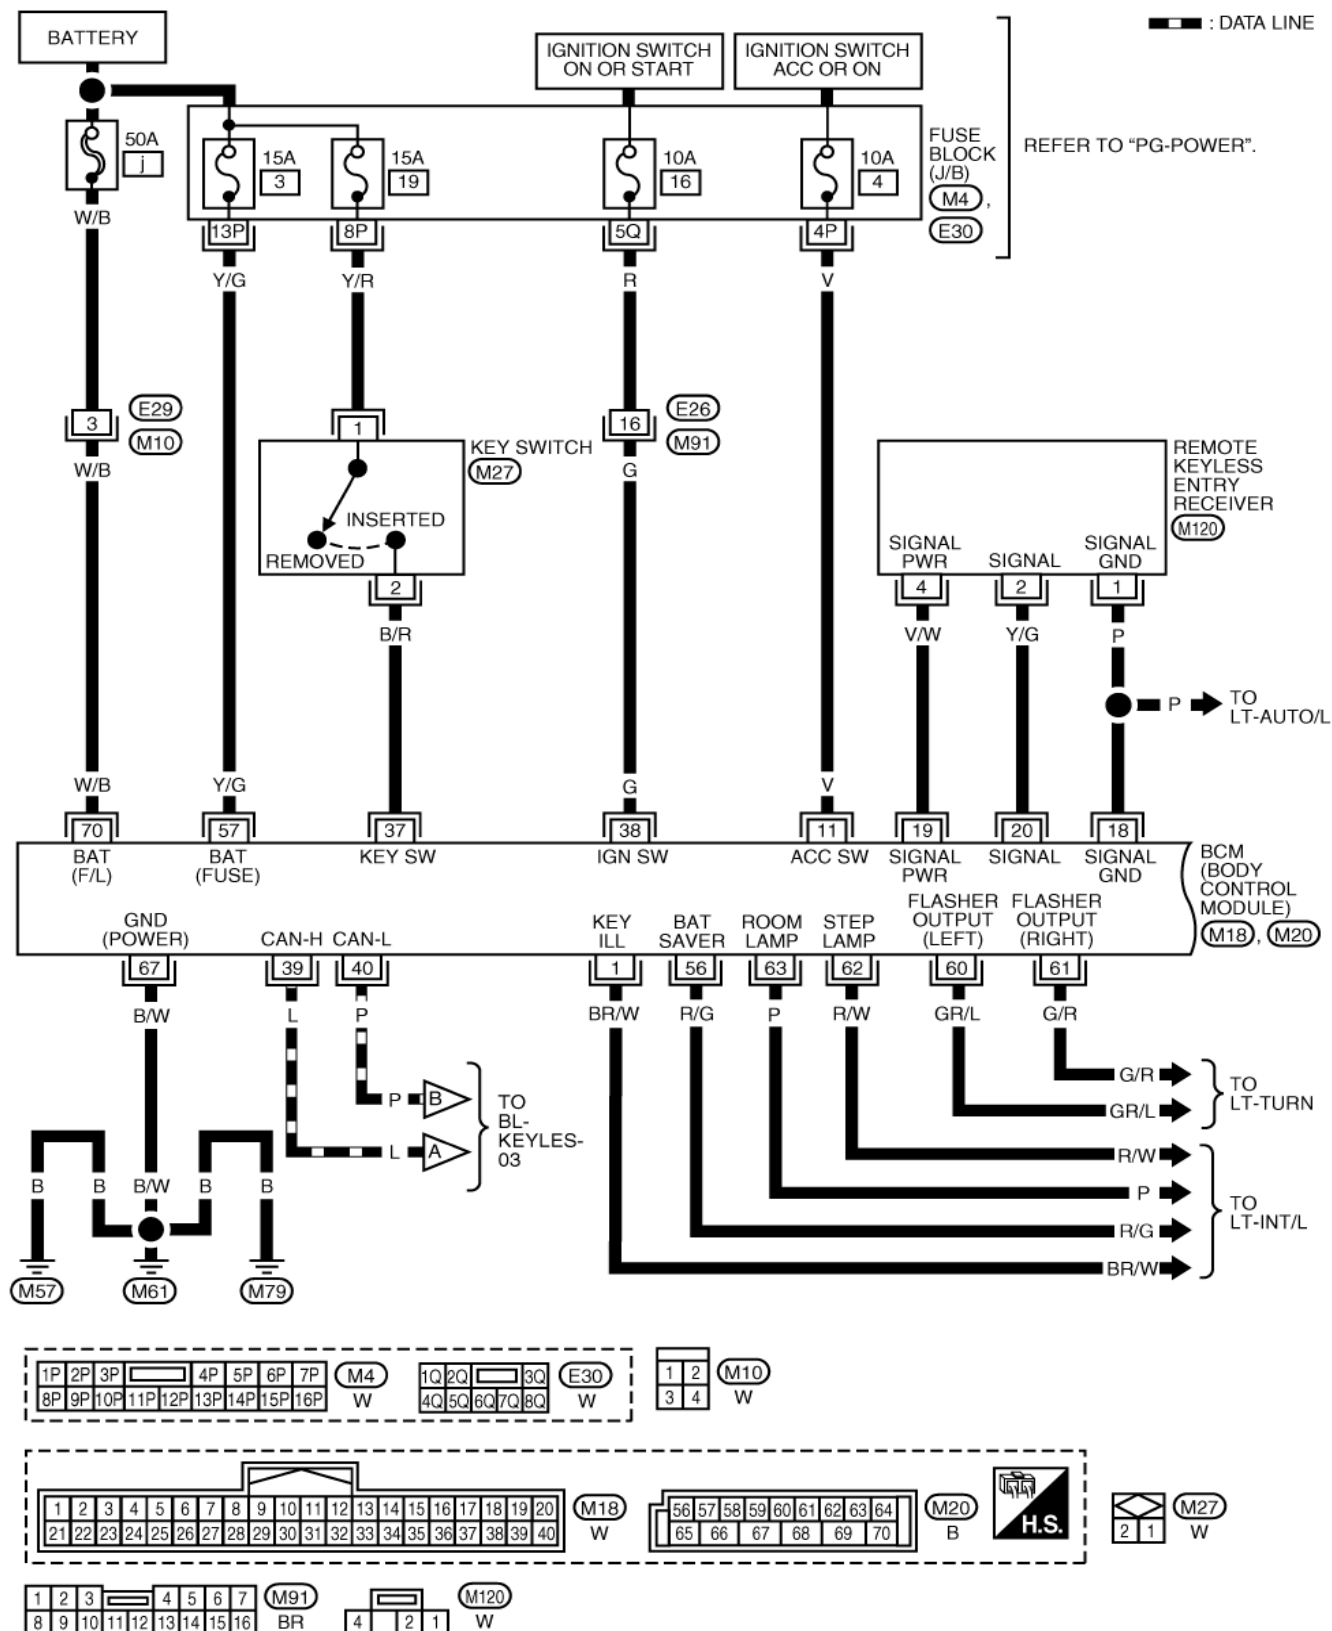 BATTERY
IGNITION SWITCH
ON OR START
IGNITION SWITCH
ACC OR ON
: DATA LINE
REFER TO “PG-POWER”.
50A
j
15A
3
15A
19
10A
16
10A
4
FUSE
BLOCK
(J/B)
M4 ,
E30
W/B
13P
8P
5Q
4P
Y/G
Y/R
R
V
3
E29
M10
1
16
E26
M91
W/B
KEY SWITCH
M27
G
INSERTED
REMOVED
REMOTE
KEYLESS
ENTRY
RECEIVER
M120
SIGNAL
PWR
SIGNAL
SIGNAL
GND
2
4
2
1
B/R
V/W
Y/G
P
P
TO
LT-AUTO/L
W/B
Y/G
G
V
70
57
37
38
11
19
20
18
BAT
(F/L)
BAT
(FUSE)
KEY SW
IGN SW
ACC SW
SIGNAL
PWR
SIGNAL
SIGNAL
GND
BCM
(BODY
CONTROL
MODULE)
M18 , M20
GND
(POWER)
CAN-H
CAN-L
KEY
ILL
BAT
SAVER
ROOM
LAMP
STEP
LAMP
FLASHER
OUTPUT
(LEFT)
FLASHER
OUTPUT
(RIGHT)
67
39
40
1
56
63
62
60
61
B/W
L
P
BR/W
R/G
P
R/W
GR/L
G/R
G/R
GR/L
TO
LT-TURN
P
B
L
A
TO
BL-
KEYLES-
03
R/W
P
R/G
BR/W
TO
LT-INT/L
B
B
B/W
B
B
M57
M61
M79
1P 2P 3P 4P 5P 6P 7P
8P 9P 10P 11P 12P 13P 14P 15P 16P
M4
W
1Q 2Q 3Q
4Q 5Q 6Q 7Q 8Q
E30
W
1 2
3 4
M10
W
1 2 3 4 5 6 7 8 9 10 11 12 13 14 15 16 17 18 19 20
21 22 23 24 25 26 27 28 29 30 31 32 33 34 35 36 37 38 39 40
M18
W
56 57 58 59 60 61 62 63 64
65 66 67 68 69 70
M20
B
H.S.
2 1
M27
W
1 2 3 4 5 6 7
8 9 10 11 12 13 14 15 16
M91
BR
4 2 1
M120
W